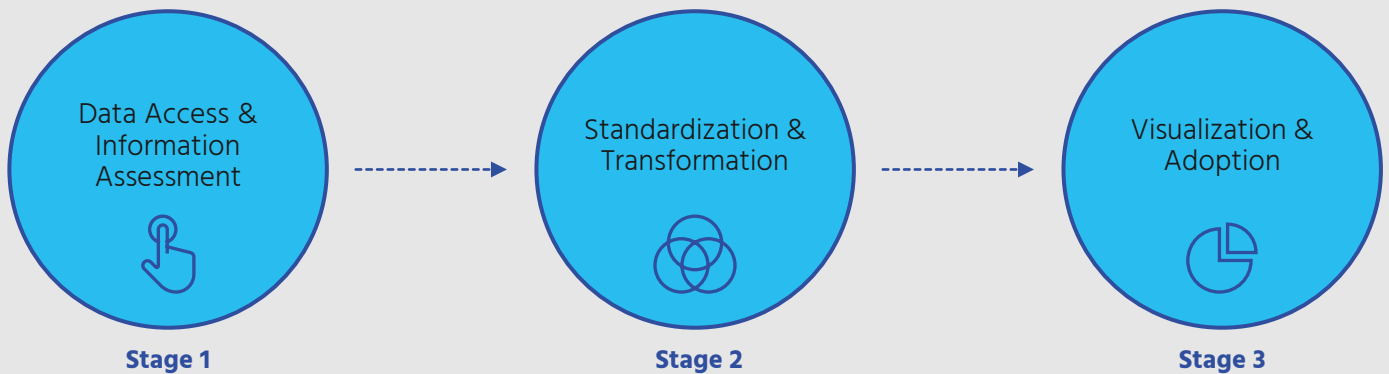 Data Access &
Information
Assessment
Stage 1
Standardization &
Transformation
Stage 2
Visualization &
Adoption
Stage 3